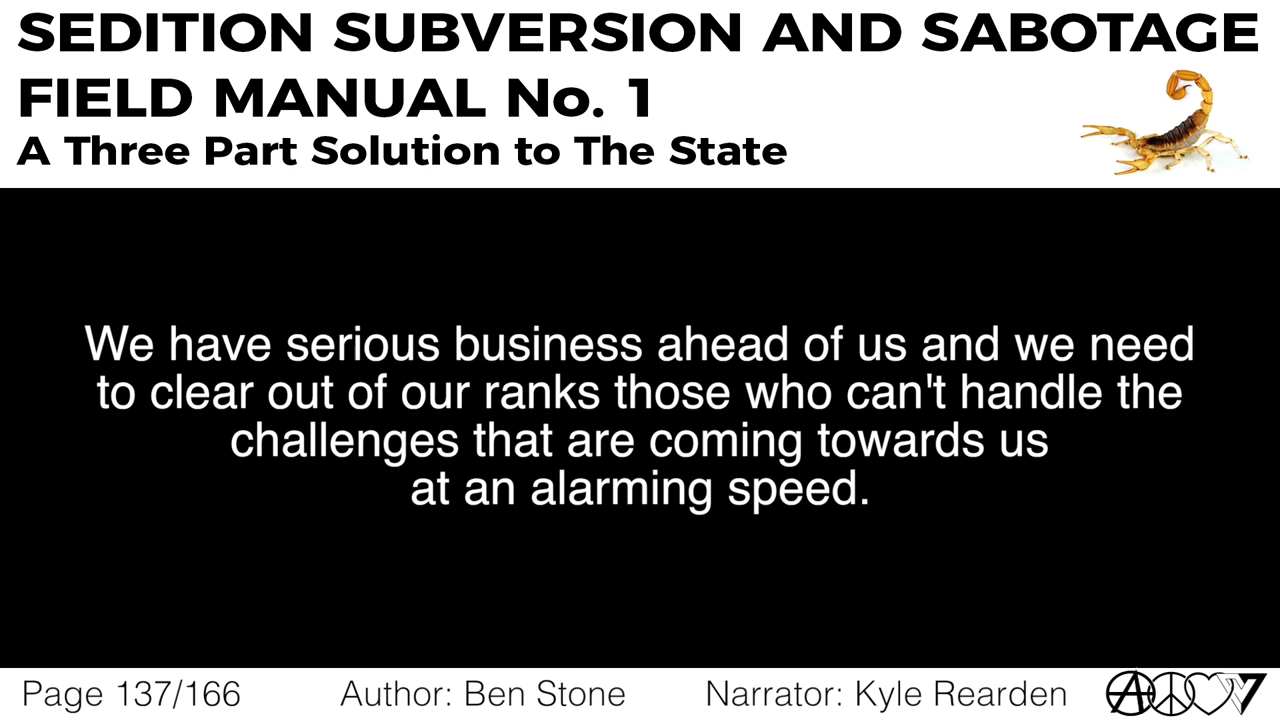 SEDITION SUBVERSION AND SABOTAGE
FIELD MANUAL No. 1
A Three Part Solution to The State
We have serious business ahead of us and we need
to clear out of our ranks those who can't handle the
challenges that are coming towards us
at an alarming speed.
Page 137/166 Author: Ben Stone Narrator: Kyle Rearden